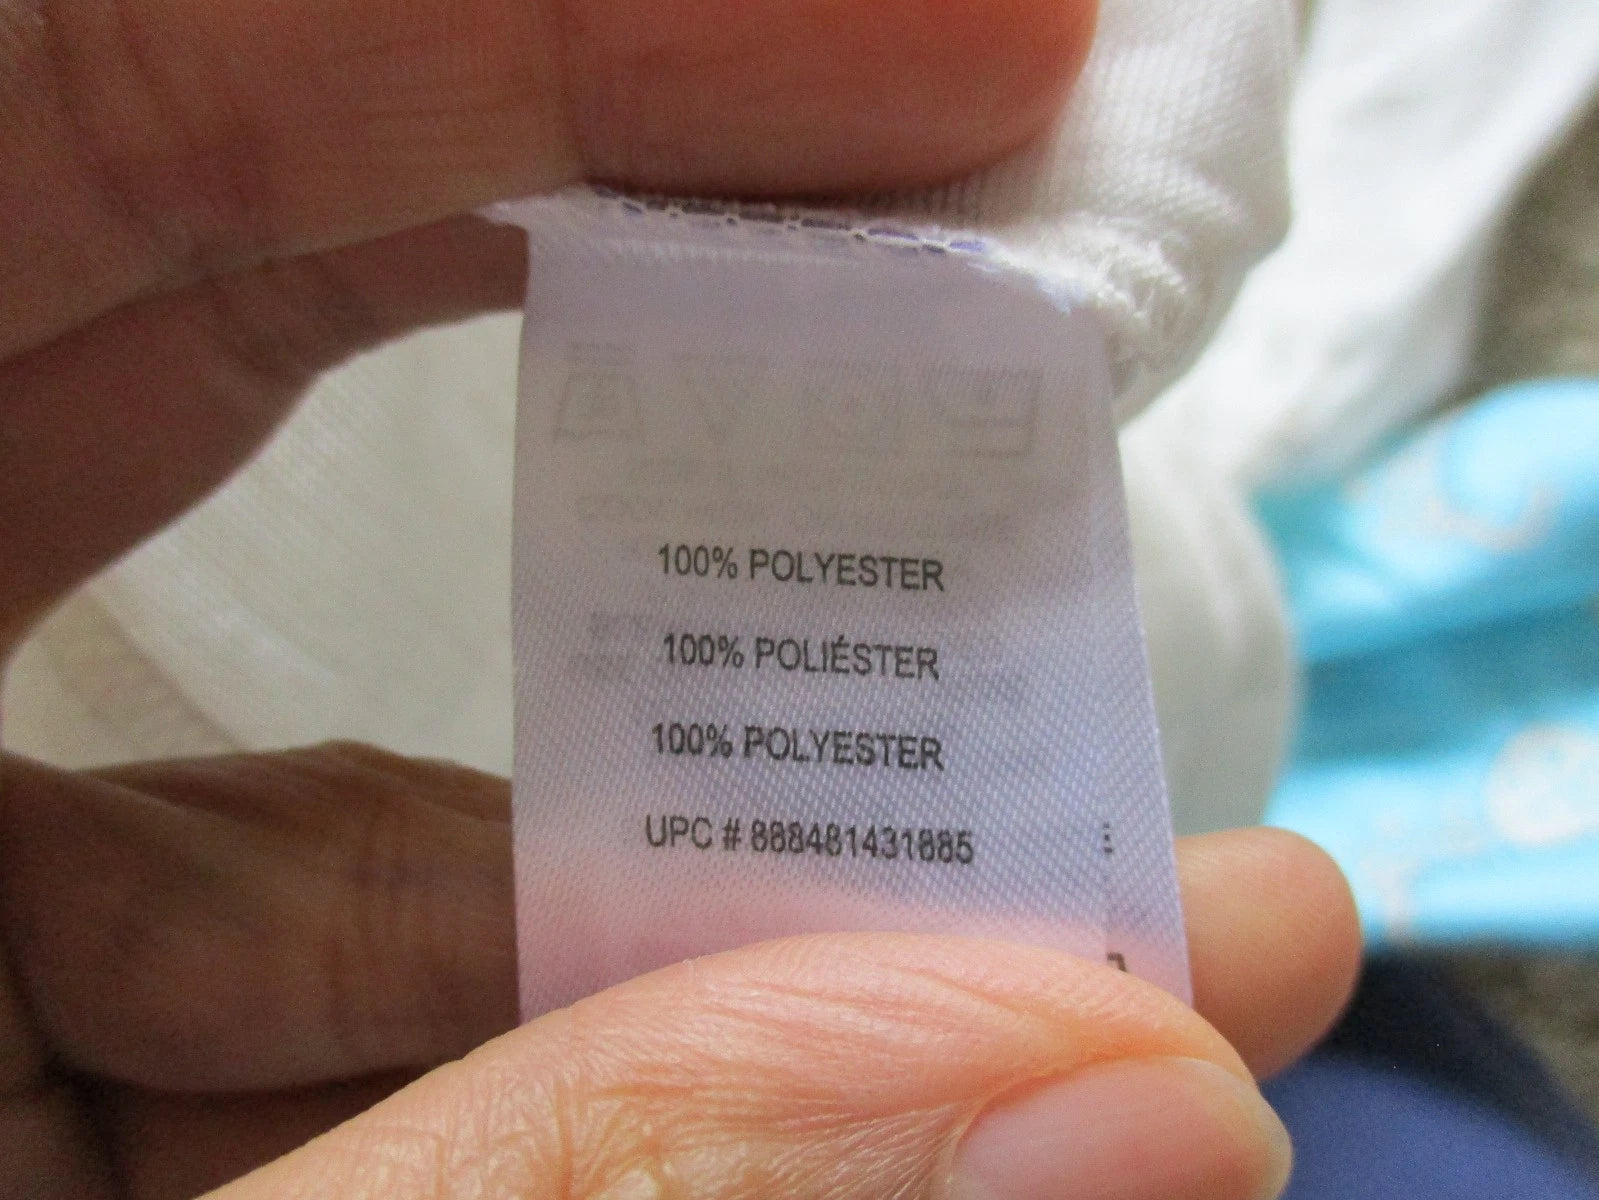 100% POLYESTER
100% POLIÉSTER
100% POLYESTER
UPC # 888481431885